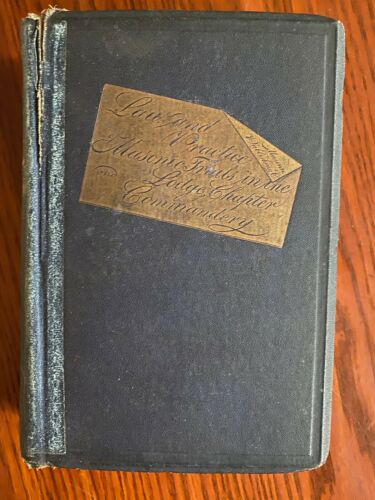 Law and
Practice
Masonic Trials in the
Lodge, Chapter
and
Commandery